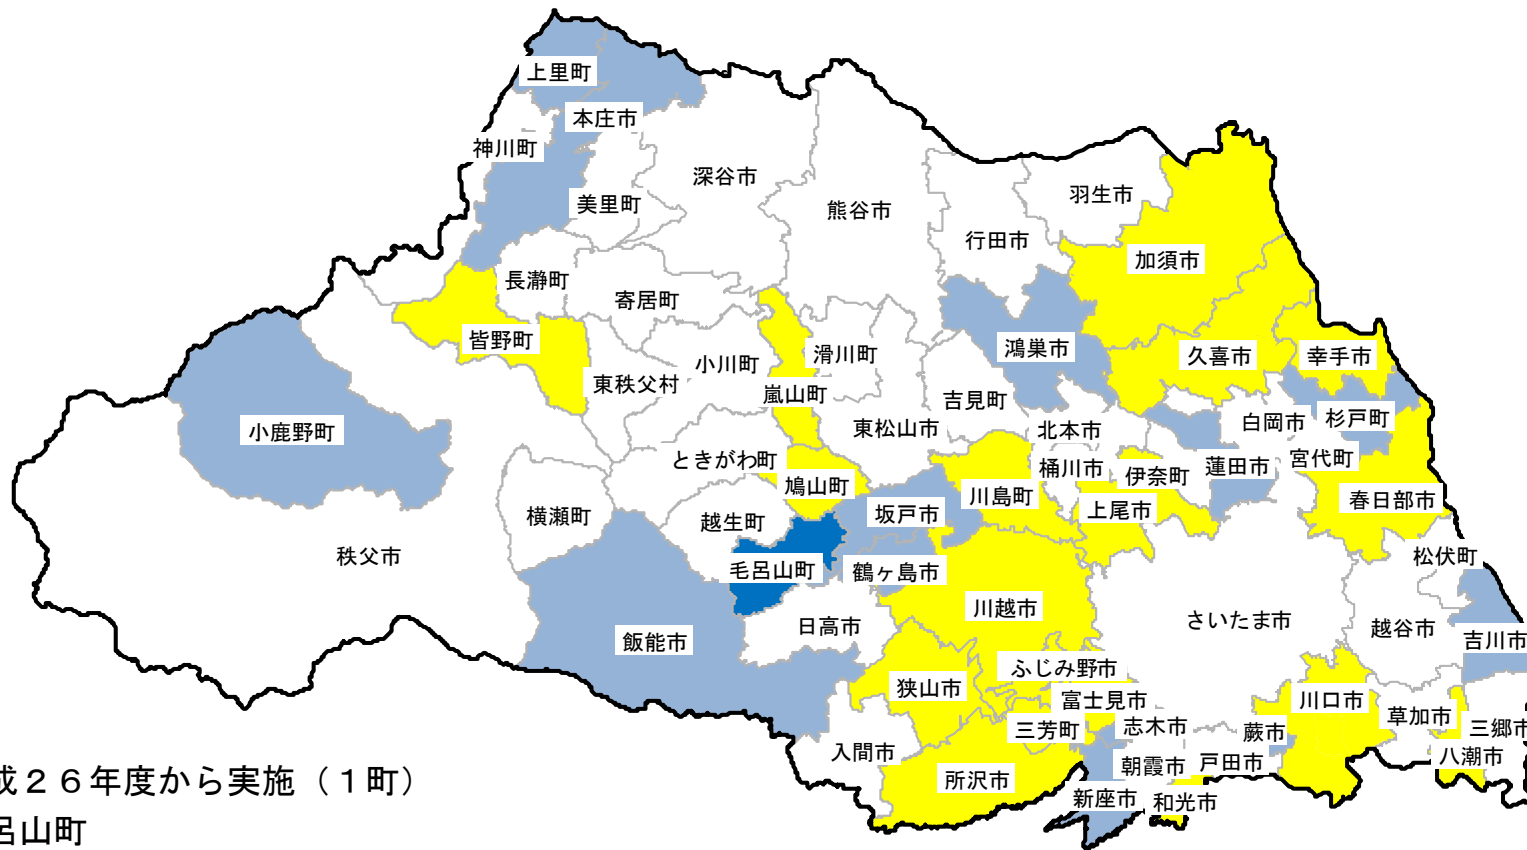 上里町
本庄市
神川町
深谷市
美里町
熊谷市
羽生市
行田市
加須市
長瀞町
寄居町
皆野町
鴻巣市
久喜市
幸手市
小川町
滑川町
東秩父村
嵐山町
吉見町
白岡市
杉戸町
小鹿野町
東松山市
北本市
ときがわ町
桶川市
伊奈町
蓮田市
宮代町
鳩山町
川島町
上尾市
春日部市
横瀬町
越生町
坂戸市
秩父市
毛呂山町
鶴ヶ島市
松伏町
川越市
日高市
さいたま市
越谷市
飯能市
吉川市
ふじみ野市
狭山市
富士見市
川口市
三芳町
志木市
蕨市
草加市
三郷市
入間市
朝霞市
戸田市
八潮市
所沢市
新座市
和光市
成２６年度から実施（１町）
呂山町